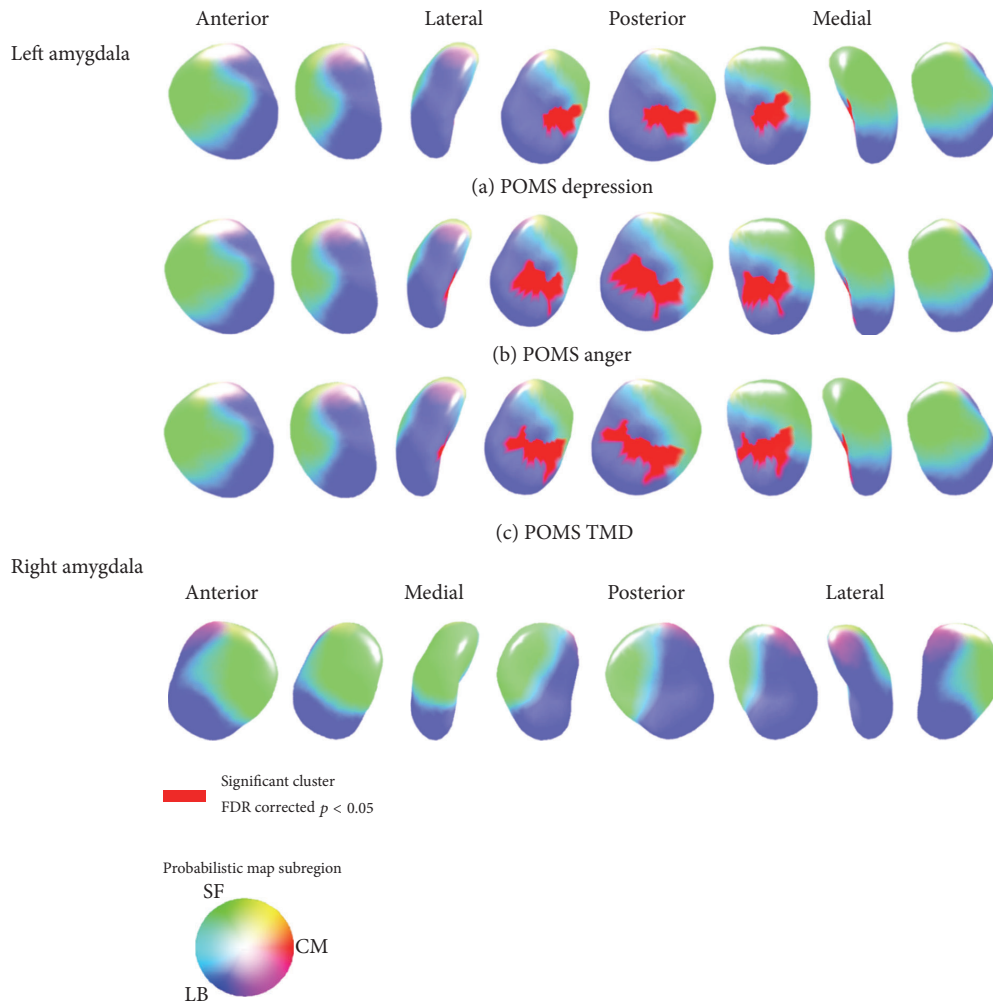 Anterior Lateral Posterior Medial
Left amygdala
(a) POMS depression
(b) POMS anger
(c) POMS TMD
Right amygdala
Anterior Medial Posterior Lateral
Significant cluster
FDR corrected p < 0.05
Probabilistic map subregion
SF
CM
LB